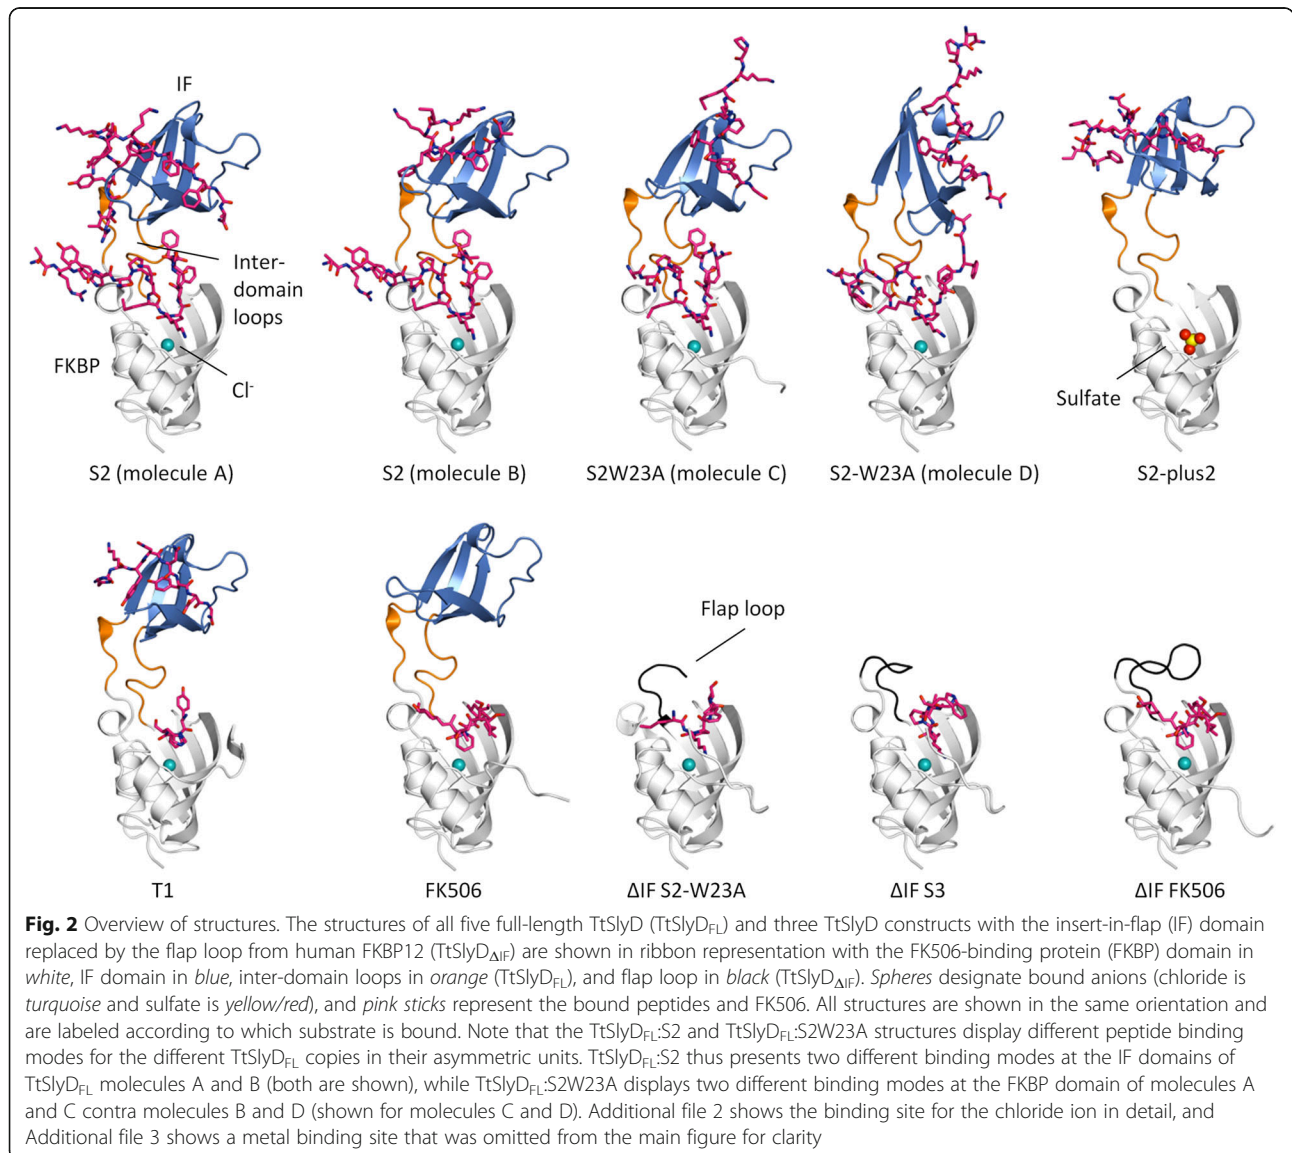 IF
Inter-
domain
loops
FKBP
Cl⁻
Sulfate
S2 (molecule A)
S2 (molecule B)
S2W23A (molecule C)
S2-W23A (molecule D)
S2-plus2
Flap loop
T1
FK506
ΔIF S2-W23A
ΔIF S3
ΔIF FK506
Fig. 2 Overview of structures. The structures of all five full-length TtSlyD (TtSlyD_FL) and three TtSlyD constructs with the insert-in-flap (IF) domain
replaced by the flap loop from human FKBP12 (TtSlyD_ΔIF) are shown in ribbon representation with the FK506-binding protein (FKBP) domain in
white, IF domain in blue, inter-domain loops in orange (TtSlyD_FL), and flap loop in black (TtSlyD_ΔIF). Spheres designate bound anions (chloride is
turquoise and sulfate is yellow/red), and pink sticks represent the bound peptides and FK506. All structures are shown in the same orientation and
are labeled according to which substrate is bound. Note that the TtSlyD_FL:S2 and TtSlyD_FL:S2W23A structures display different peptide binding
modes for the different TtSlyD_FL copies in their asymmetric units. TtSlyD_FL:S2 thus presents two different binding modes at the IF domains of
TtSlyD_FL molecules A and B (both are shown), while TtSlyD_FL:S2W23A displays two different binding modes at the FKBP domain of molecules A
and C contra molecules B and D (shown for molecules C and D). Additional file 2 shows the binding site for the chloride ion in detail, and
Additional file 3 shows a metal binding site that was omitted from the main figure for clarity